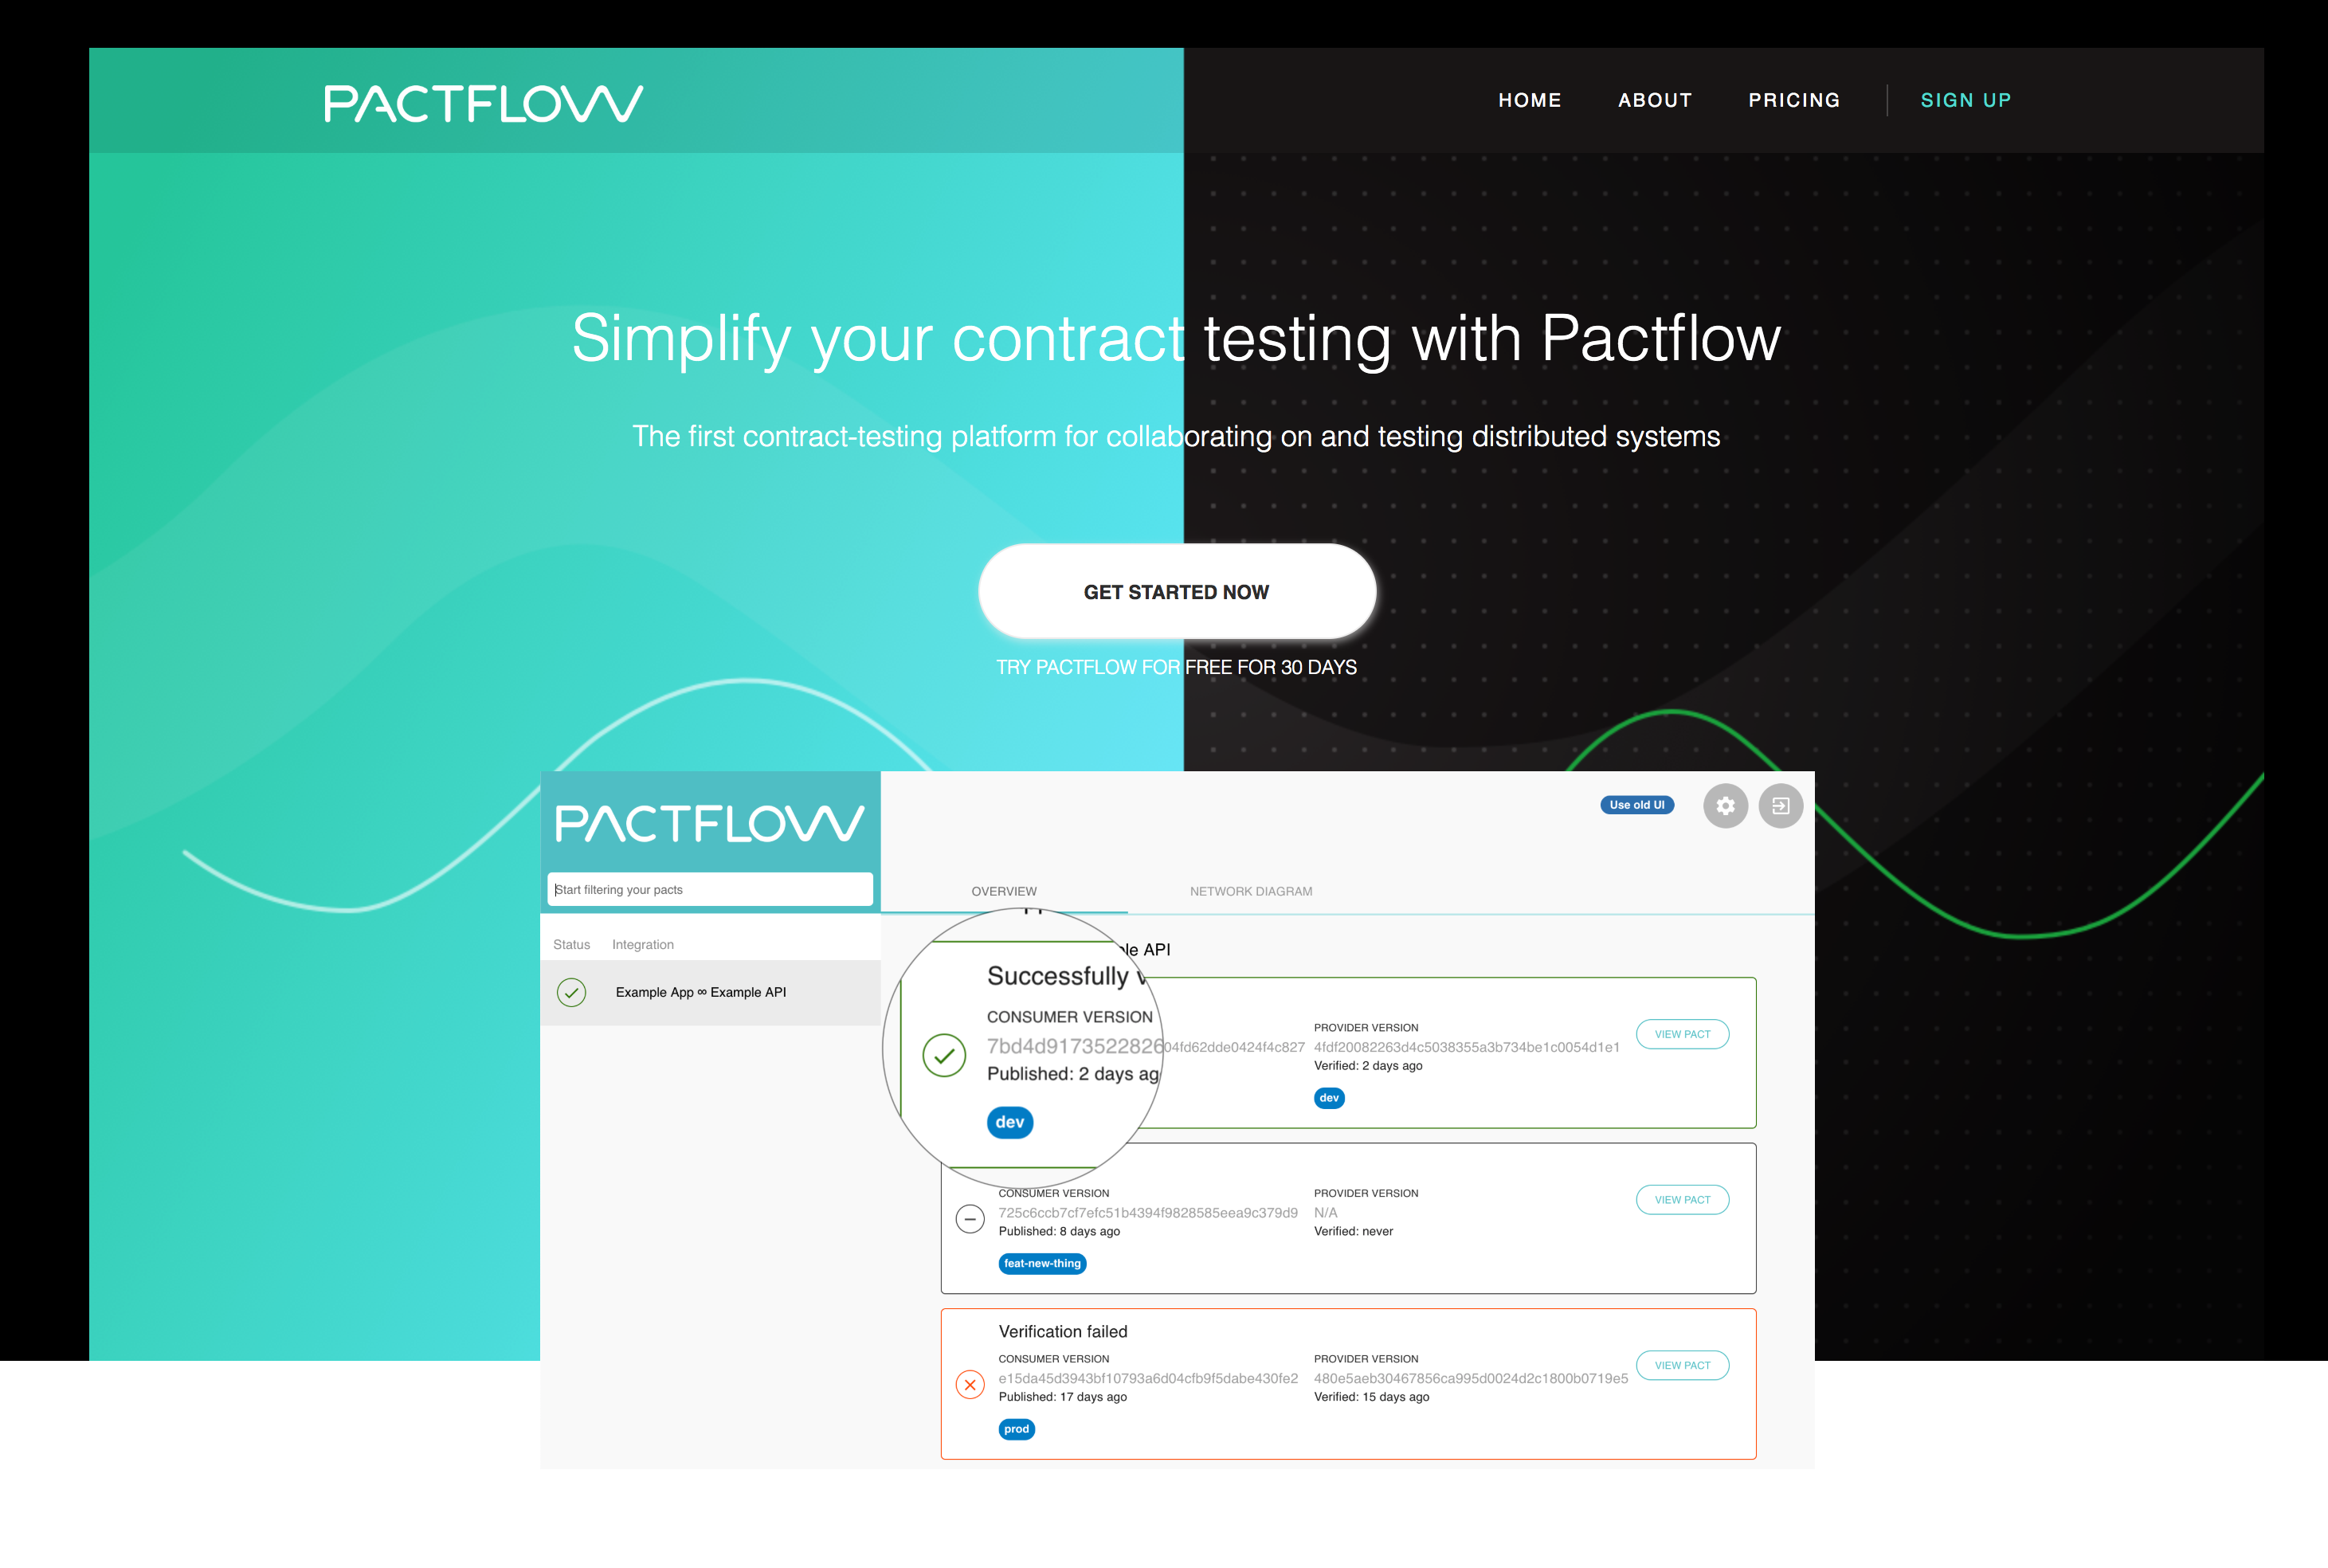 PACTFLOW
HOME ABOUT PRICING SIGN UP
Simplify your contract testing with Pactflow
The first contract-testing platform for collaborating on and testing distributed systems
GET STARTED NOW
TRY PACTFLOW FOR FREE FOR 30 DAYS
PACTFLOW
Use old UI
Start filtering your pacts
OVERVIEW NETWORK DIAGRAM
Status Integration
Example App ∞ Example API
API
Successfully
CONSUMER VERSION
7bd4d917352282604fd62dde0424f4c827
Published: 2 days ag
dev
PROVIDER VERSION
4fdf20082263d4c5038355a3b734be1c0054d1e1
Verified: 2 days ago
dev
VIEW PACT
CONSUMER VERSION
725c6ccb7cf7efc51b4394f9828585eea9c379d9
Published: 8 days ago
feat-new-thing
PROVIDER VERSION
N/A
Verified: never
VIEW PACT
Verification failed
CONSUMER VERSION
e15da45d3943bf10793a6d04cfb9f5dabe430fe2
Published: 17 days ago
prod
PROVIDER VERSION
480e5aeb30467856ca995d0024d2c1800b0719e5
Verified: 15 days ago
VIEW PACT